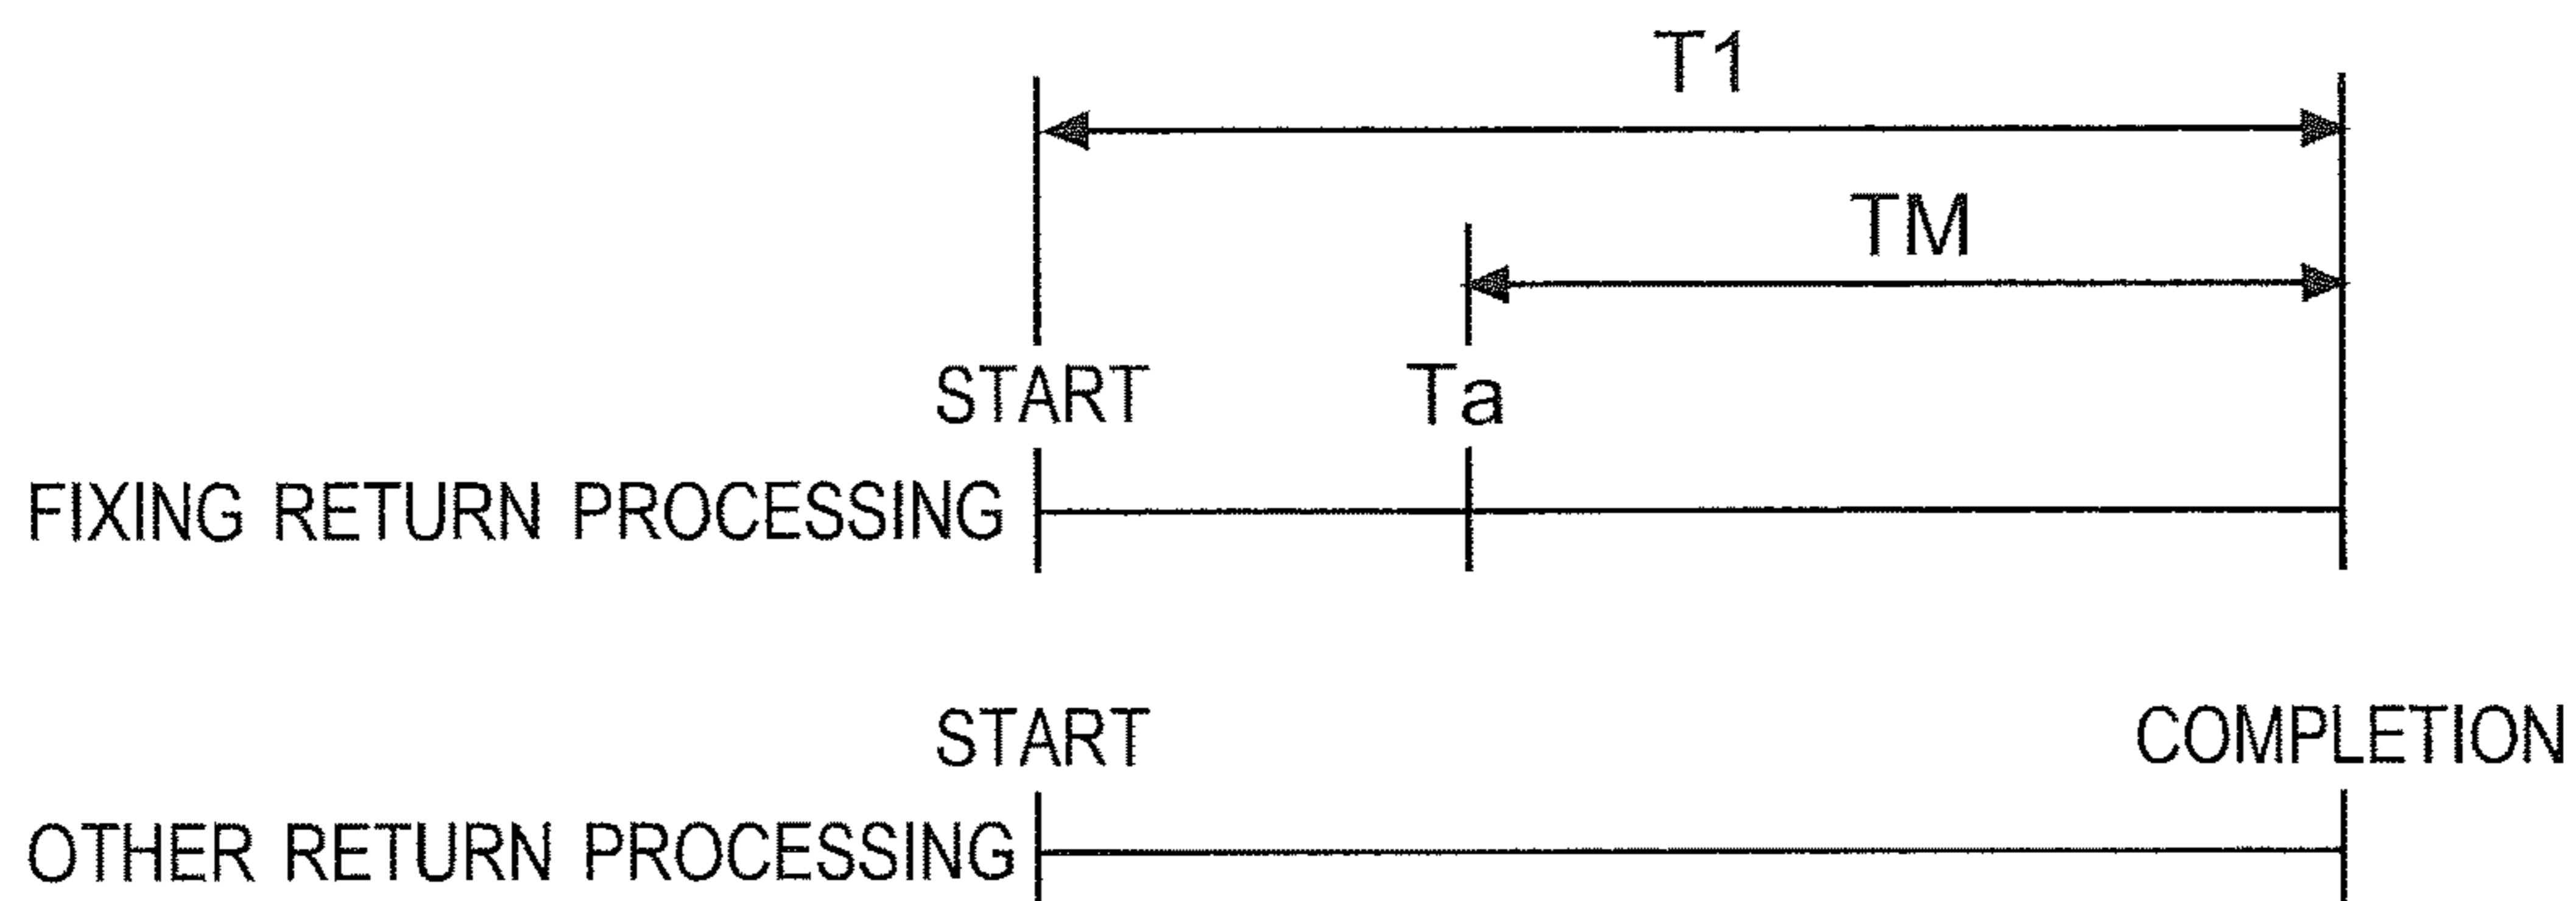 T1
TM
START Ta
FIXING RETURN PROCESSING
START COMPLETION
OTHER RETURN PROCESSING